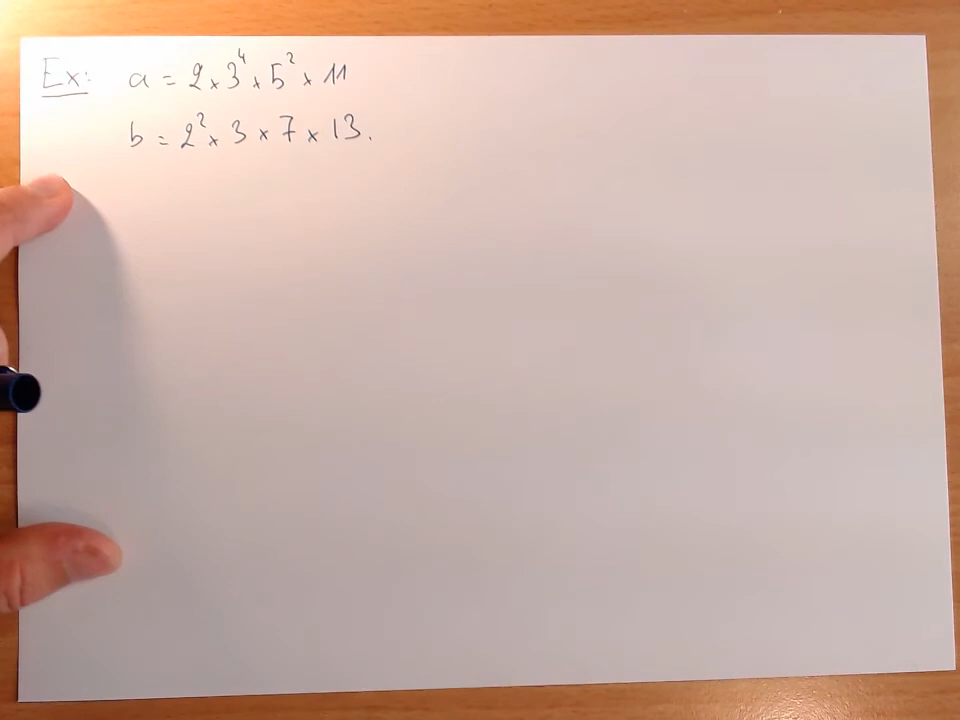 Ex: a = 2 × 3⁴ × 5² × 11
b = 2² × 3 × 7 × 13.